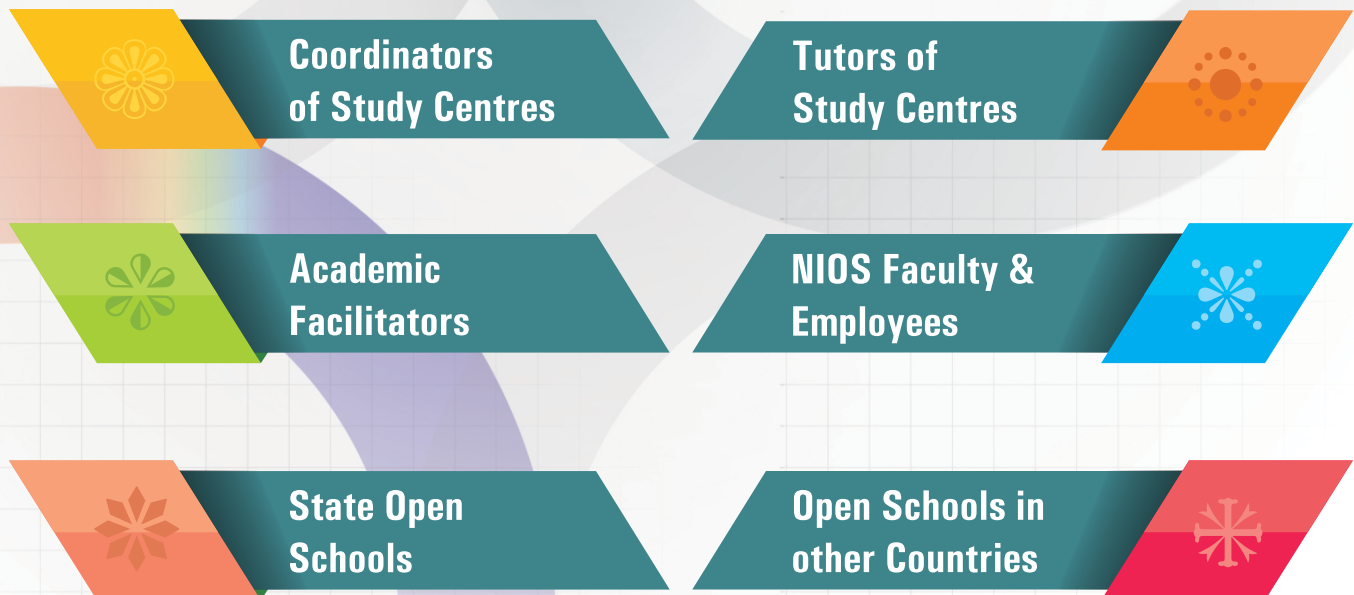 Coordinators
of Study Centres
Tutors of
Study Centres
Academic
Facilitators
NIOS Faculty &
Employees
State Open
Schools
Open Schools in
other Countries